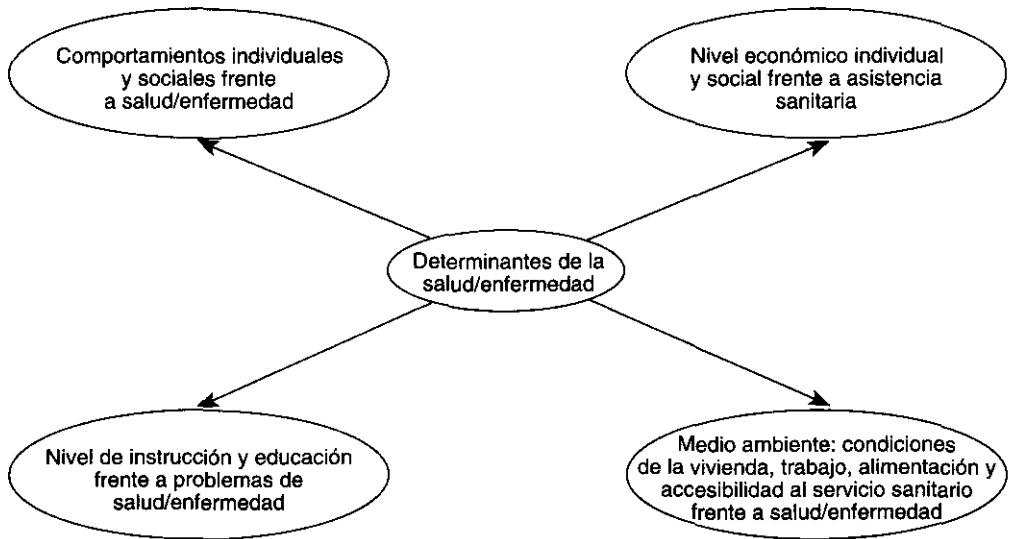 Comportamientos individuales
y sociales frente
a salud/enfermedad
Nivel económico individual
y social frente a asistencia
sanitaria
Determinantes de la
salud/enfermedad
Nivel de instrucción y educación
frente a problemas de
salud/enfermedad
Medio ambiente: condiciones
de la vivienda, trabajo, alimentación y
accesibilidad al servicio sanitario
frente a salud/enfermedad